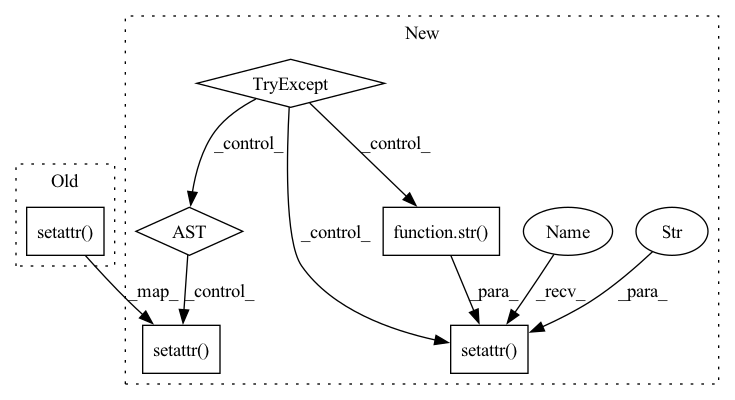 New
TryExcept
_control_
_control_
Old
setattr()
AST
_control_
function.str()
Name
Str
_map_
_control_
_para_
_recv_
_para_
setattr()
setattr()